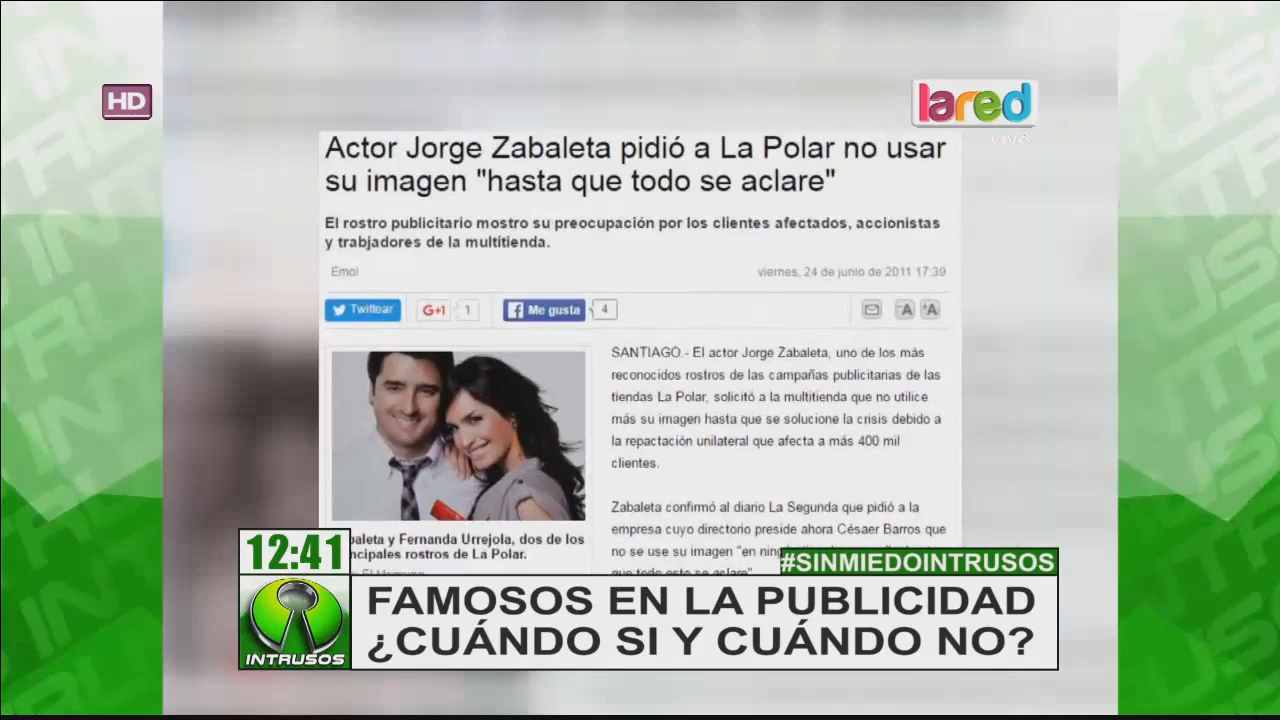 HD
lared
Actor Jorge Zabaleta pidió a La Polar no usar
su imagen "hasta que todo se aclare"
El rostro publicitario mostro su preocupación por los clientes afectados, accionistas
y trabjadores de la multitienda.
Emol
viernes, 24 de junio de 2011 17:39
Twittear
G+1
1
Me gusta
4
-A
+A
SANTIAGO.- El actor Jorge Zabaleta, uno de los más
reconocidos rostros de las campañas publicitarias de las
tiendas La Polar, solicitó a la multitienda que no utilice
más su imagen hasta que se solucione la crisis debido a
la repactación unilateral que afecta a más 400 mil
clientes.
Zabaleta confirmó al diario La Segunda que pidió a la
empresa cuyo directorio preside ahora Césaer Barros que
no se use su imagen "en
que todo esto se aclare"
baleta y Fernanda Urrejola, dos de los
ncipales rostros de La Polar.
12:41
#SINMIEDOINTRUSOS
INTRUSOS
FAMOSOS EN LA PUBLICIDAD
¿CUÁNDO SI Y CUÁNDO NO?